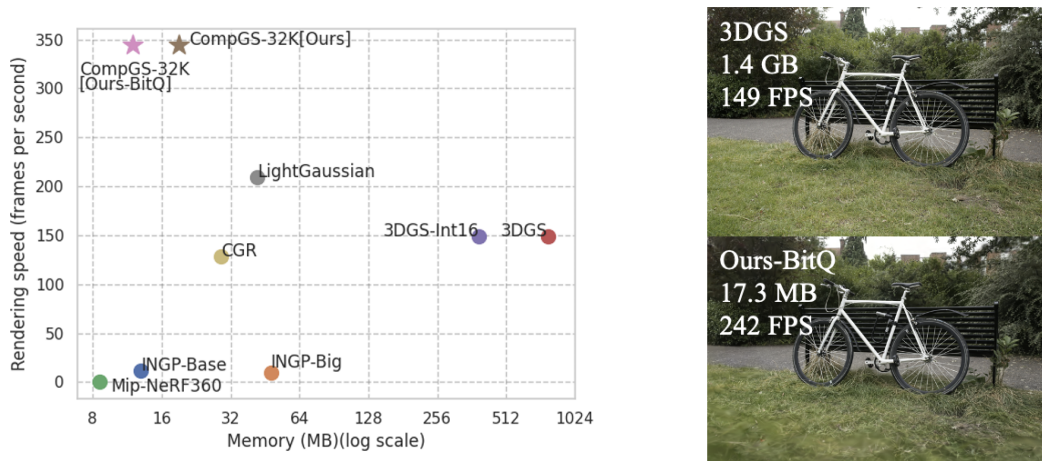 Rendering speed (frames per second)
350
300
250
200
150
100
50
0
CompGS-32K[Ours]
CompGS-32K
[Ours-BitQ]
LightGaussian
3DGS-Int16
3DGS
CGR
INGP-Base
INGP-Big
Mip-NeRF360
8 16 32 64 128 256 512 1024
Memory (MB)(log scale)
3DGS
1.4 GB
149 FPS
Ours-BitQ
17.3 MB
242 FPS